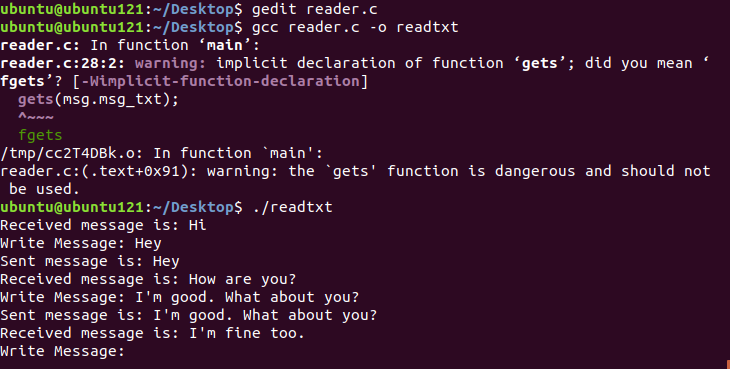 ubuntu@ubuntu121:~/Desktop$ gedit reader.c
ubuntu@ubuntu121:~/Desktop$ gcc reader.c -o readtxt
reader.c: In function ‘main’:
reader.c:28:2: warning: implicit declaration of function ‘gets’; did you mean ‘
fgets’? [-Wimplicit-function-declaration]
  gets(msg.msg_txt);
  ^~~~
  fgets
/tmp/cc2T4DBk.o: In function `main':
reader.c:(.text+0x91): warning: the `gets' function is dangerous and should not
 be used.
ubuntu@ubuntu121:~/Desktop$ ./readtxt
Received message is: Hi
Write Message: Hey
Sent message is: Hey
Received message is: How are you?
Write Message: I'm good. What about you?
Sent message is: I'm good. What about you?
Received message is: I'm fine too.
Write Message: